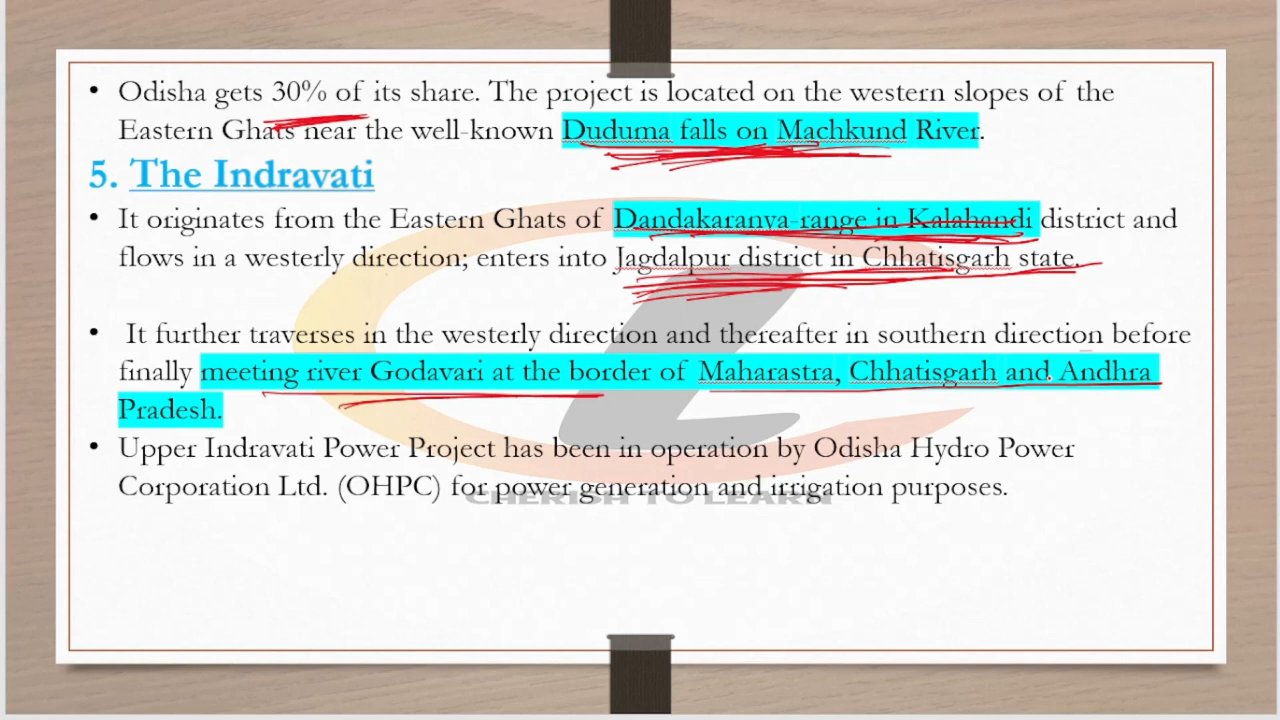 • Odisha gets 30% of its share. The project is located on the western slopes of the
Eastern Ghats near the well-known Duduma falls on Machkund River.
5. The Indravati
• It originates from the Eastern Ghats of Dandakaranya-range in Kalahandi district and
flows in a westerly direction; enters into Jagdalpur district in Chhatisgarh state.
• It further traverses in the westerly direction and thereafter in southern direction before
finally meeting river Godavari at the border of Maharastra, Chhatisgarh and Andhra
Pradesh.
• Upper Indravati Power Project has been in operation by Odisha Hydro Power
Corporation Ltd. (OHPC) for power generation and irrigation purposes.
CHERISH TO LEARN